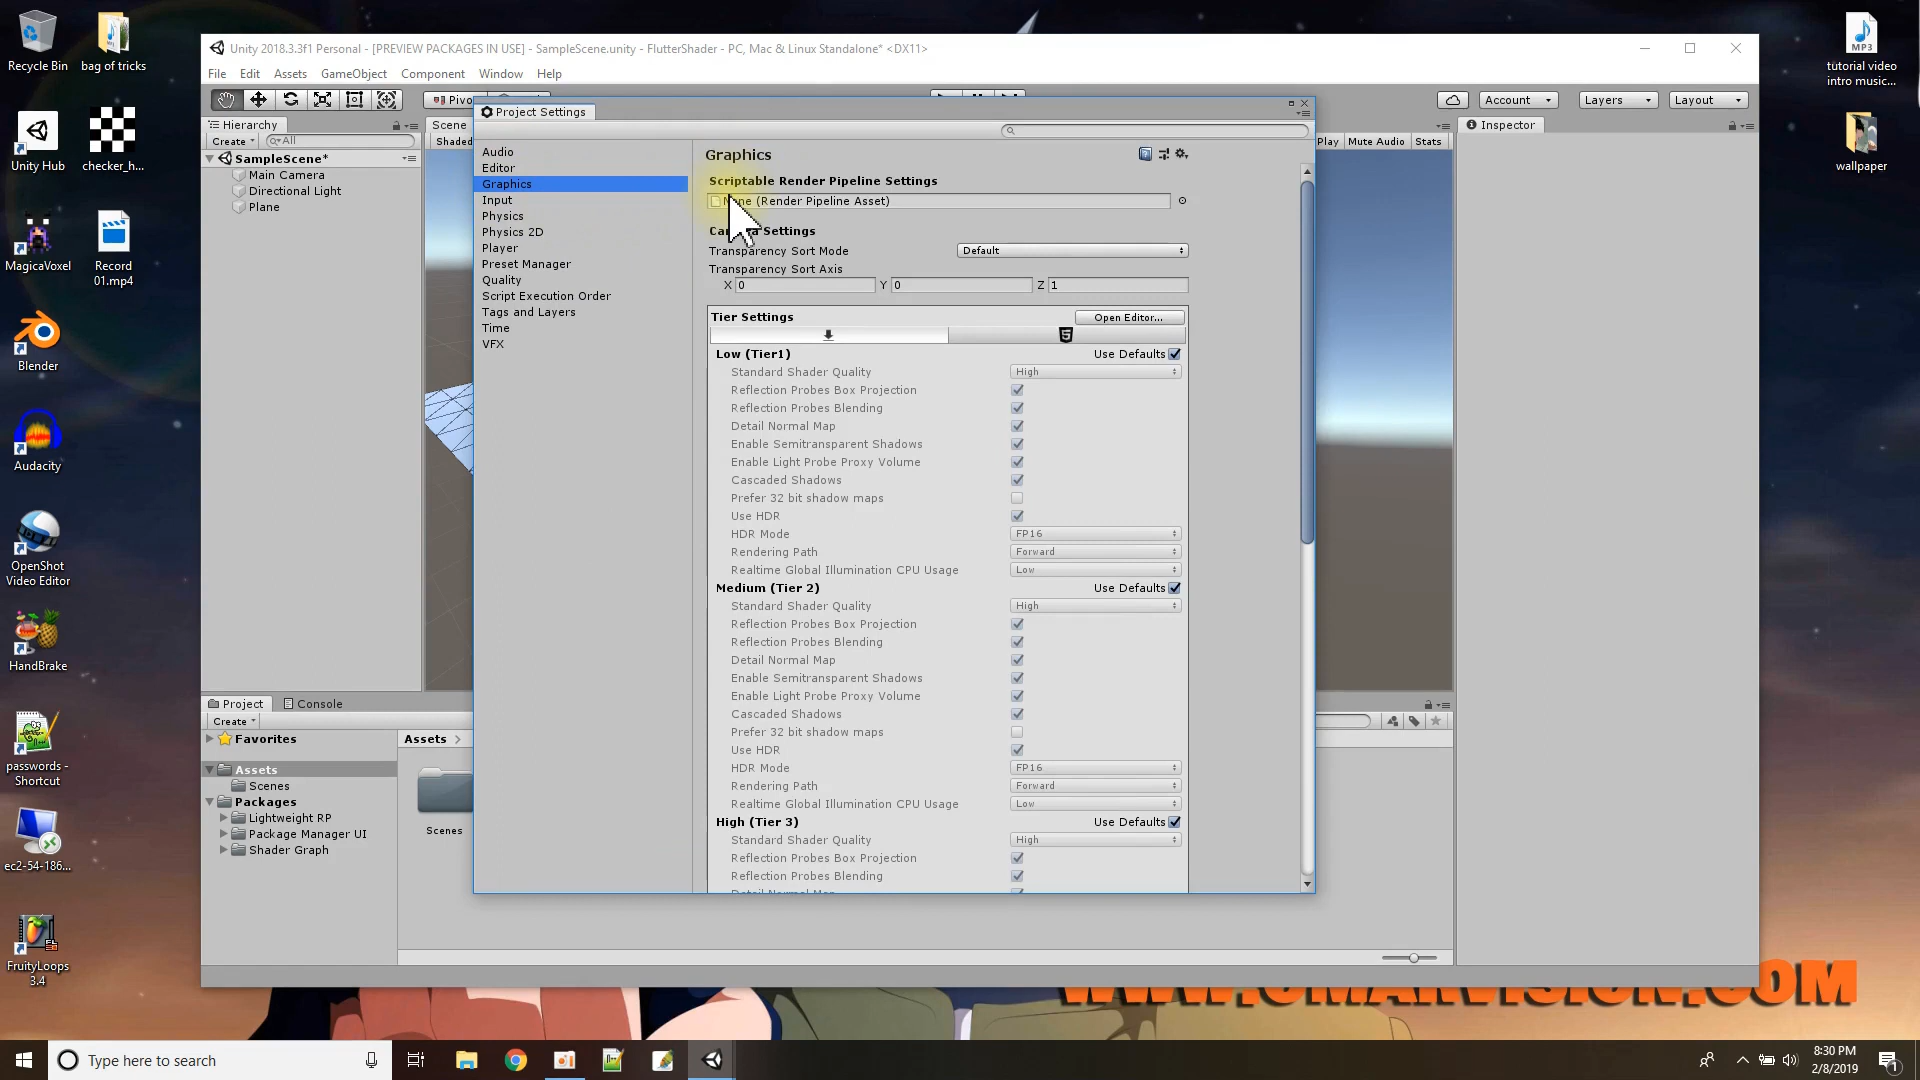 Recycle Bin
bag of tricks
Unity Hub
checker_h...
MagicaVoxel
Record
01.mp4
Blender
Audacity
OpenShot
Video Editor
HandBrake
passwords -
Shortcut
ec2-54-186...
FruityLoops
3.4
MP3
tutorial video
intro music...
wallpaper
Unity 2018.3.3f1 Personal - [PREVIEW PACKAGES IN USE] - SampleScene.unity - FlutterShader - PC, Mac & Linux Standalone* <DX11>
File Edit Assets GameObject Component Window Help
Pivo
Account
Layers
Layout
Hierarchy
Create
All
SampleScene*
Main Camera
Directional Light
Plane
Scene
Shaded
Play
Mute Audio
Stats
Inspector
Project Settings
Audio
Editor
Graphics
Input
Physics
Physics 2D
Player
Preset Manager
Quality
Script Execution Order
Tags and Layers
Time
VFX
Graphics
Scriptable Render Pipeline Settings
(Render Pipeline Asset)
Settings
Transparency Sort Mode Default
Transparency Sort Axis
X 0 Y 0 Z 1
Tier Settings Open Editor...
Low (Tier1) Use Defaults
Standard Shader Quality High
Reflection Probes Box Projection
Reflection Probes Blending
Detail Normal Map
Enable Semitransparent Shadows
Enable Light Probe Proxy Volume
Cascaded Shadows
Prefer 32 bit shadow maps
Use HDR
HDR Mode FP16
Rendering Path Forward
Realtime Global Illumination CPU Usage Low
Medium (Tier 2) Use Defaults
Standard Shader Quality High
Reflection Probes Box Projection
Reflection Probes Blending
Detail Normal Map
Enable Semitransparent Shadows
Enable Light Probe Proxy Volume
Cascaded Shadows
Prefer 32 bit shadow maps
Use HDR
HDR Mode FP16
Rendering Path Forward
Realtime Global Illumination CPU Usage Low
High (Tier 3) Use Defaults
Standard Shader Quality High
Reflection Probes Box Projection
Reflection Probes Blending
Project
Console
Create
Favorites
Assets
Scenes
Packages
Lightweight RP
Package Manager UI
Shader Graph
Assets
Scenes
Type here to search
8:30 PM
2/8/2019
1